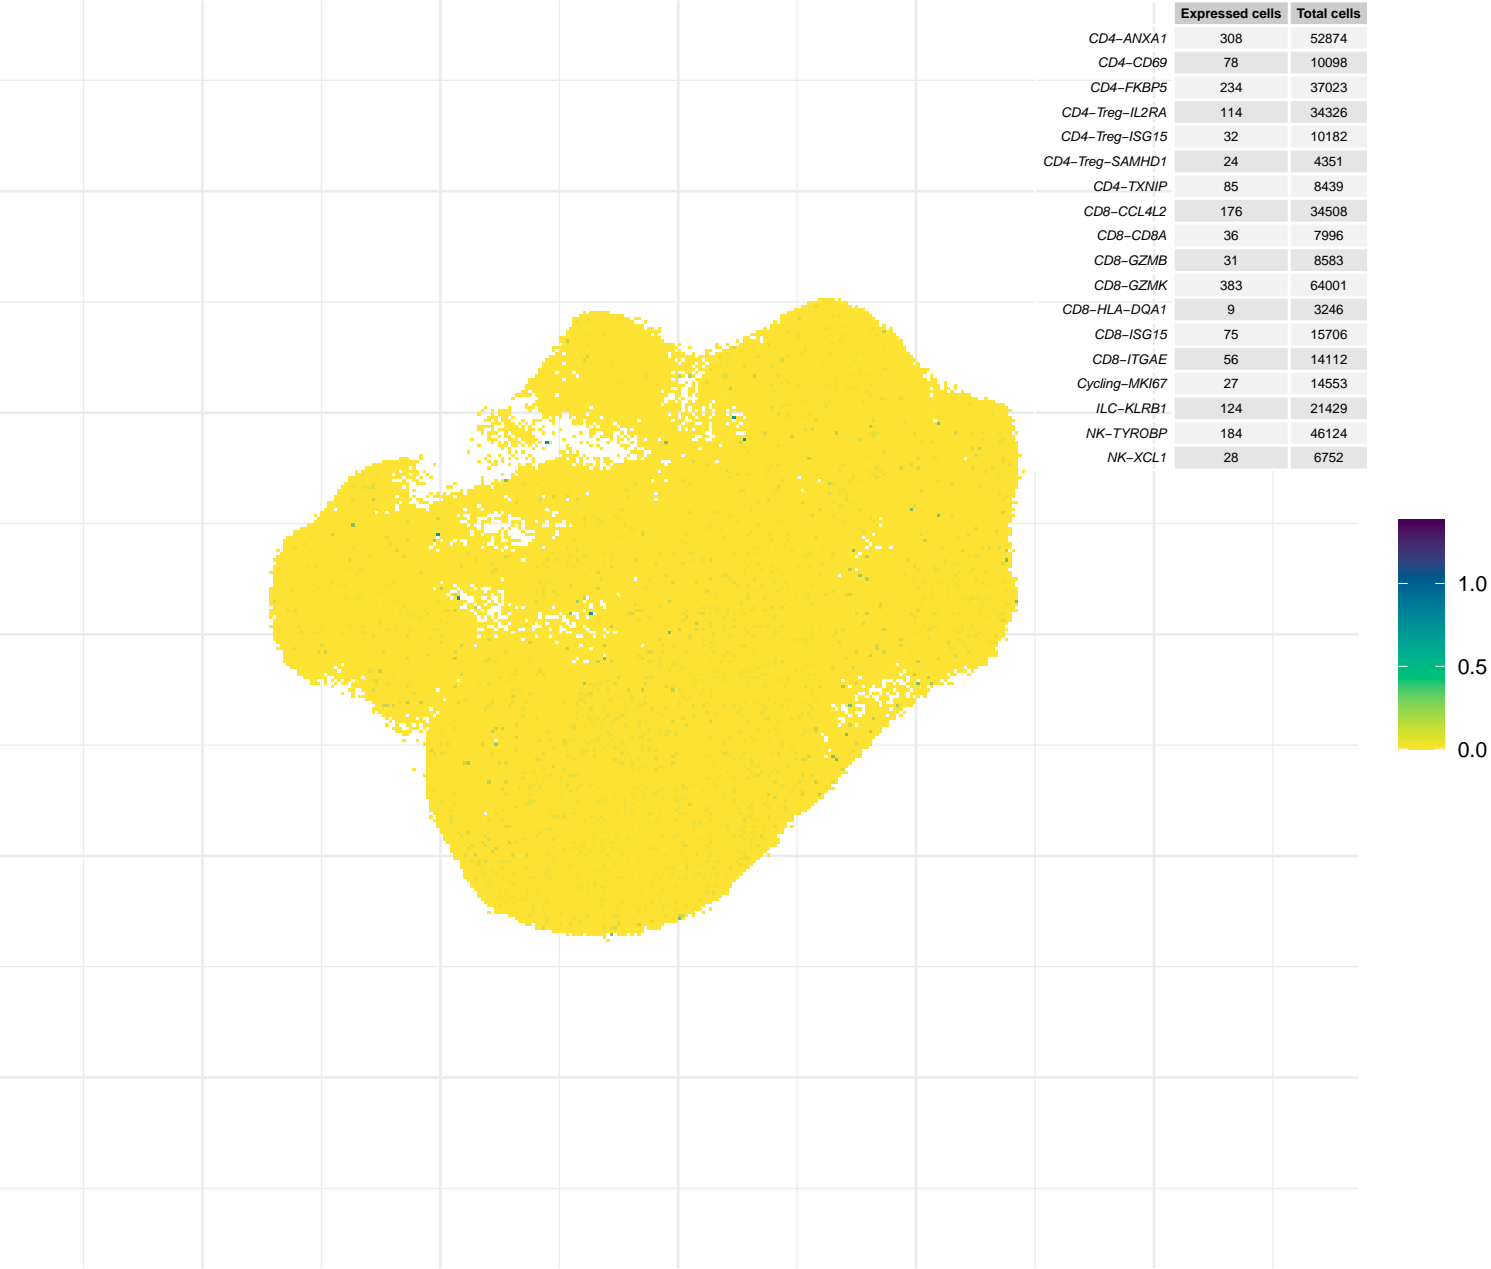 Expressed cells Total cells
CD4−ANXA1 308 52874
CD4−CD69 78 10098
CD4−FKBP5 234 37023
CD4−Treg−IL2RA 114 34326
CD4−Treg−ISG15 32 10182
CD4−Treg−SAMHD1 24 4351
CD4−TXNIP 85 8439
CD8−CCL4L2 176 34508
CD8−CD8A 36 7996
CD8−GZMB 31 8583
CD8−GZMK 383 64001
CD8−HLA−DQA1 9 3246
CD8−ISG15 75 15706
CD8−ITGAE 56 14112
Cycling−MKI67 27 14553
ILC−KLRB1 124 21429
NK−TYROBP 184 46124
NK−XCL1 28 6752
1.0
0.5
0.0